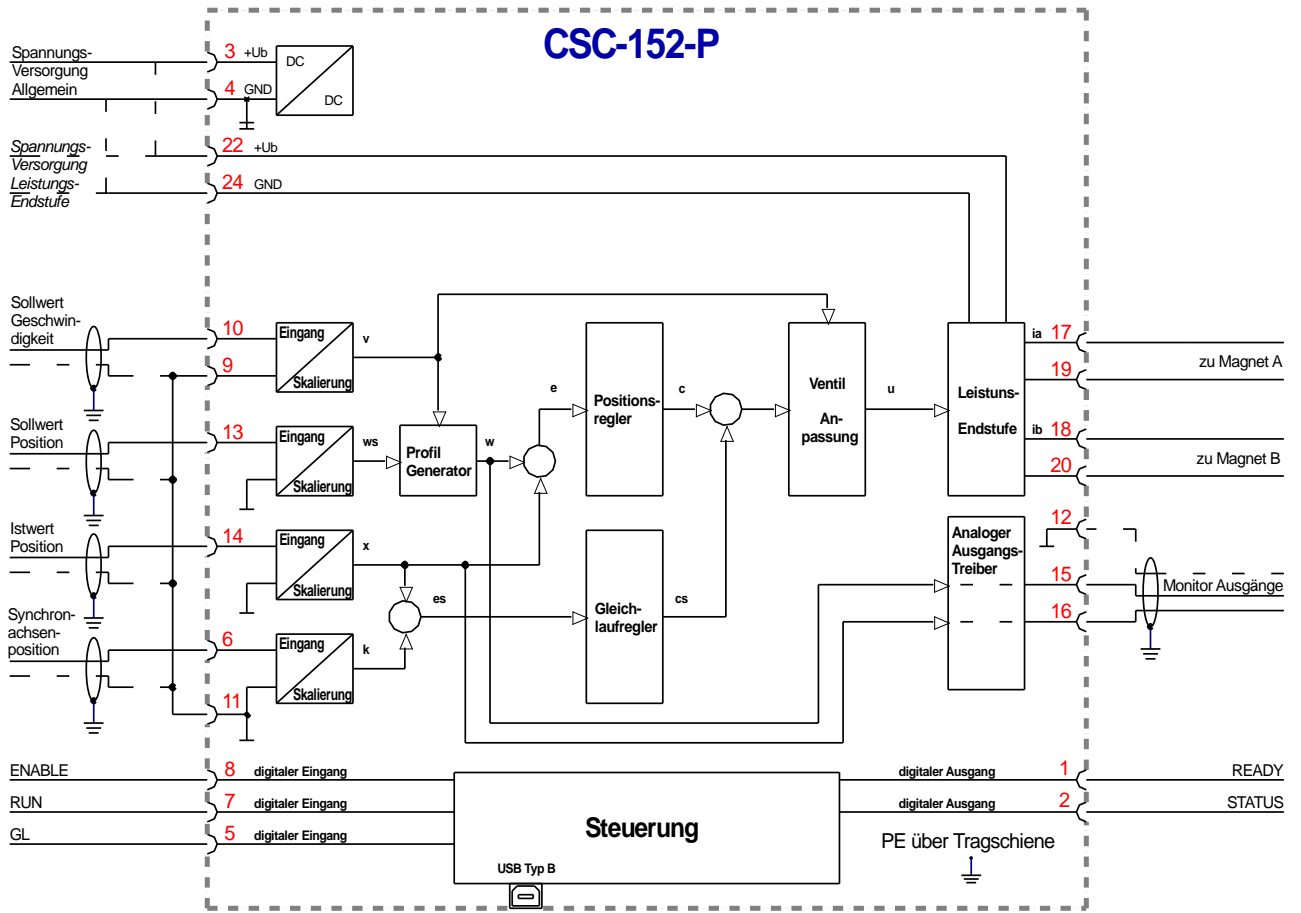 CSC-152-P
Spannungs-
Versorgung
Allgemein
3 +Ub
4 GND
DC
DC
Spannungs-
Versorgung
Leistungs-
Endstufe
22 +Ub
24 GND
Sollwert
Geschwin-
digkeit
10
9
Eingang
Skalierung
v
Sollwert
Position
13
Eingang
Skalierung
ws
Profil
Generator
w
e
Positions-
regler
c
Ventil
An-
passung
u
Leistuns-
Endstufe
ia 17
19
zu Magnet A
ib 18
20
zu Magnet B
Istwert
Position
14
Eingang
Skalierung
x
es
Gleich-
laufregler
cs
Analoger
Ausgangs-
Treiber
12
15
16
Monitor Ausgänge
Synchron-
achsen-
position
6
11
Eingang
Skalierung
k
ENABLE
8 digitaler Eingang
RUN
7 digitaler Eingang
GL
5 digitaler Eingang
Steuerung
USB Typ B
digitaler Ausgang 1
READY
digitaler Ausgang 2
STATUS
PE über Tragschiene